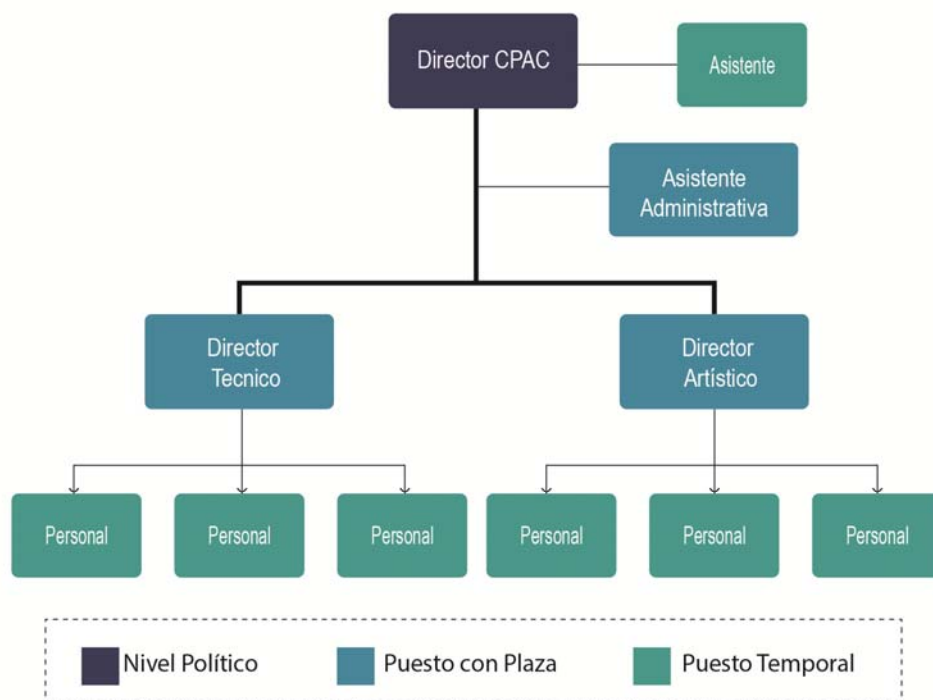 Director CPAC
Asistente
Asistente
Administrativa
Director
Tecnico
Director
Artístico
Personal
Personal
Personal
Personal
Personal
Personal
Nivel Político
Puesto con Plaza
Puesto Temporal